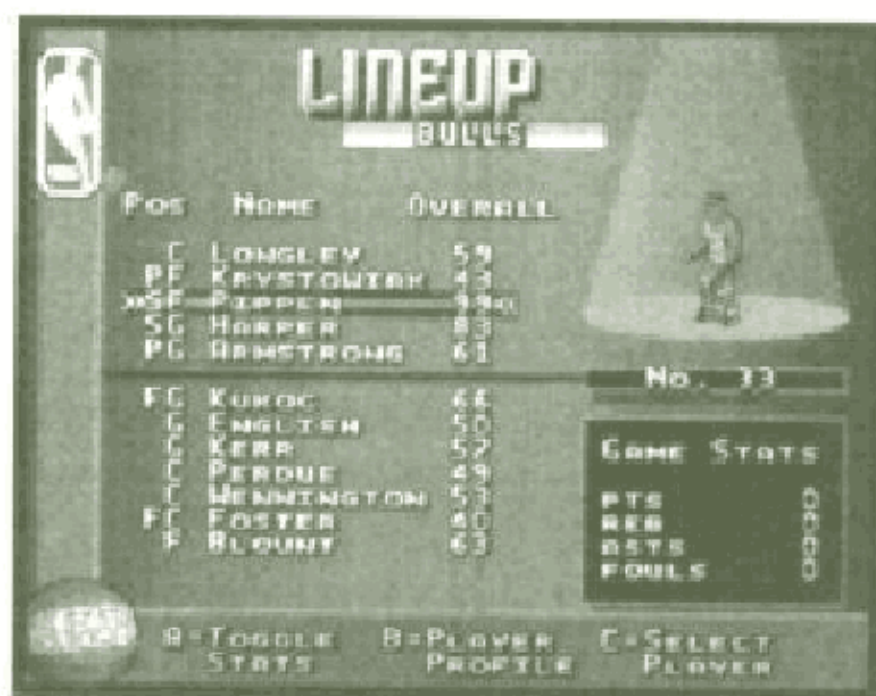 LINEUP
BULLS
POS NAME OVERALL
C LONGLEY 59
PF KRYSTOWIAK 43
SF PIPPEN 99
SG HARPER 83
PG ARMSTRONG 61
FG KUKOC 66
G ENGLISH 50
G KERR
C PERDUE 49
C WENNINGTON 53
FC FOSTER 40
F BLOUNT 63
No. 33
GAME STATS
PTS 0
REB 0
ASTS 0
FOULS 0
A=TOGGLE STATS
B=PLAYER PROFILE
C=SELECT PLAYER